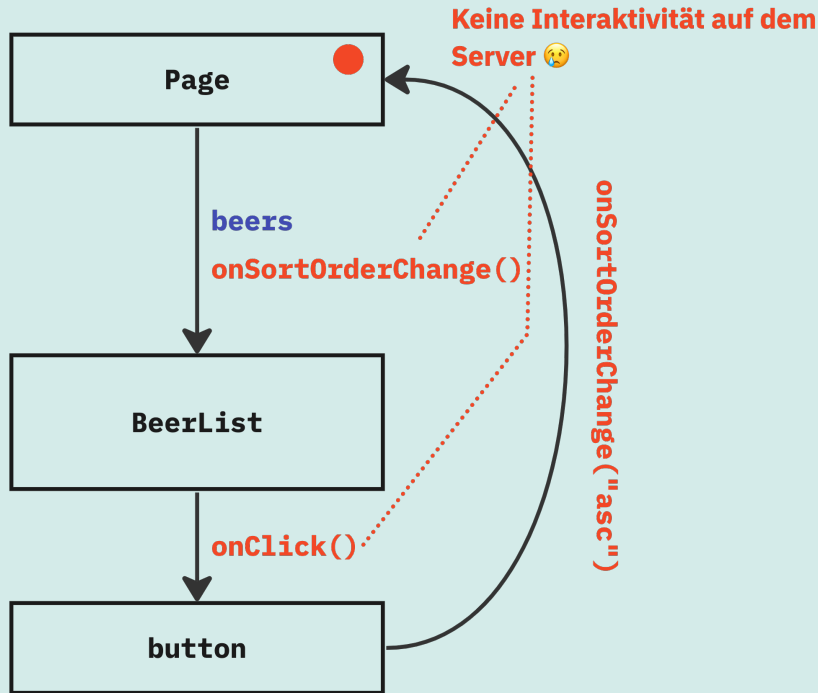 Keine Interaktivität auf dem
Server 😢
Page
beers
onSortOrderChange()
onSortOrderChange("asc")
BeerList
onClick()
button